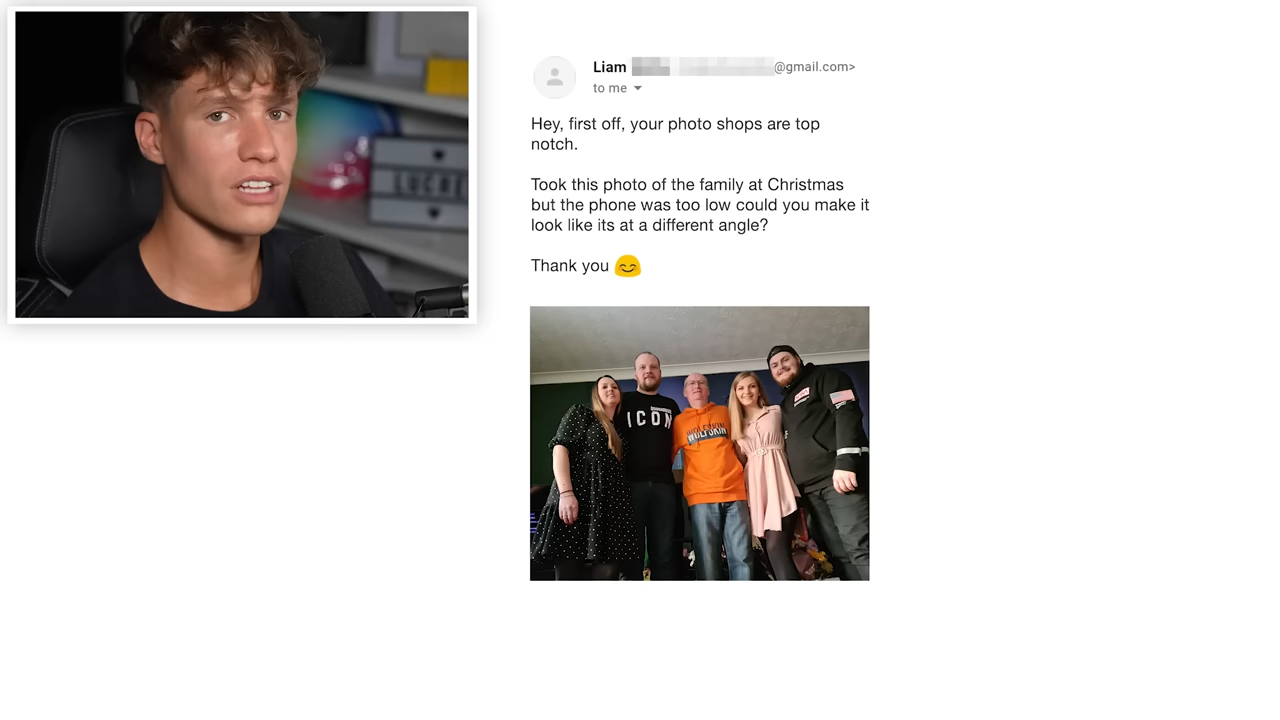 LUCKE
Liam
@gmail.com>
to me
Hey, first off, your photo shops are top
notch.
Took this photo of the family at Christmas
but the phone was too low could you make it
look like its at a different angle?
Thank you
ICON
WOLFSKIN